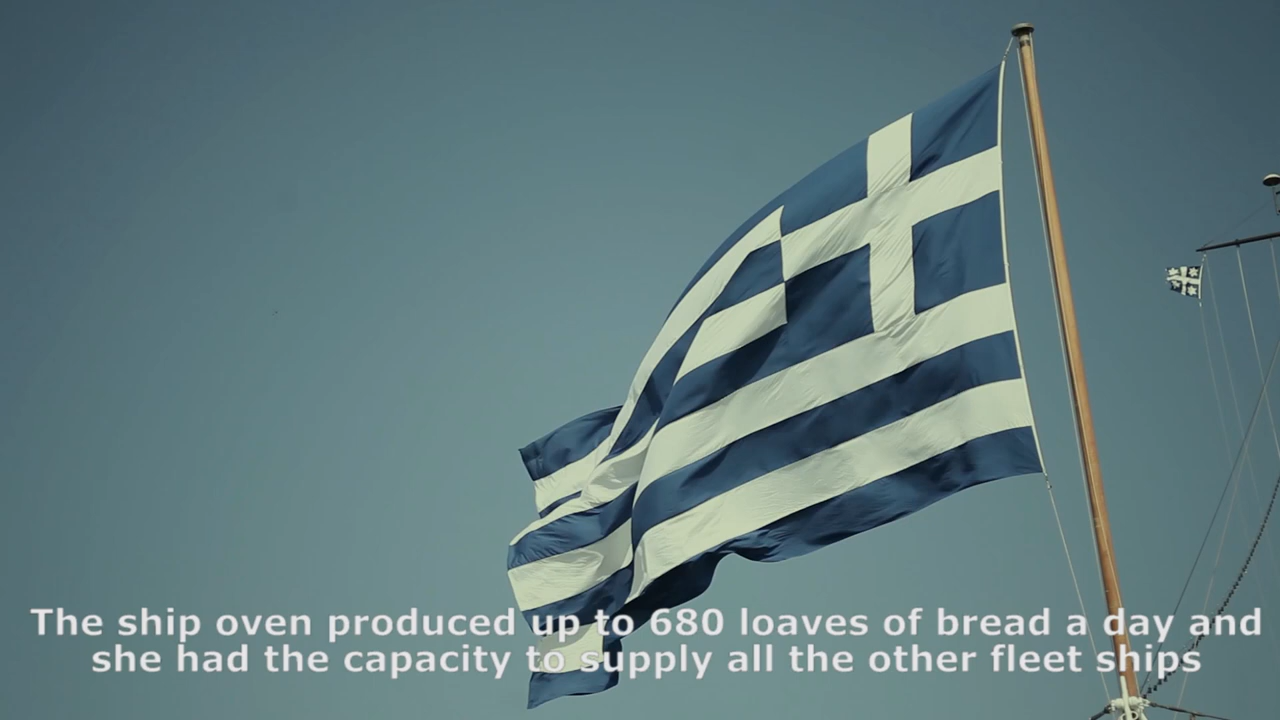 The ship oven produced up to 680 loaves of bread a day and
she had the capacity to supply all the other fleet ships